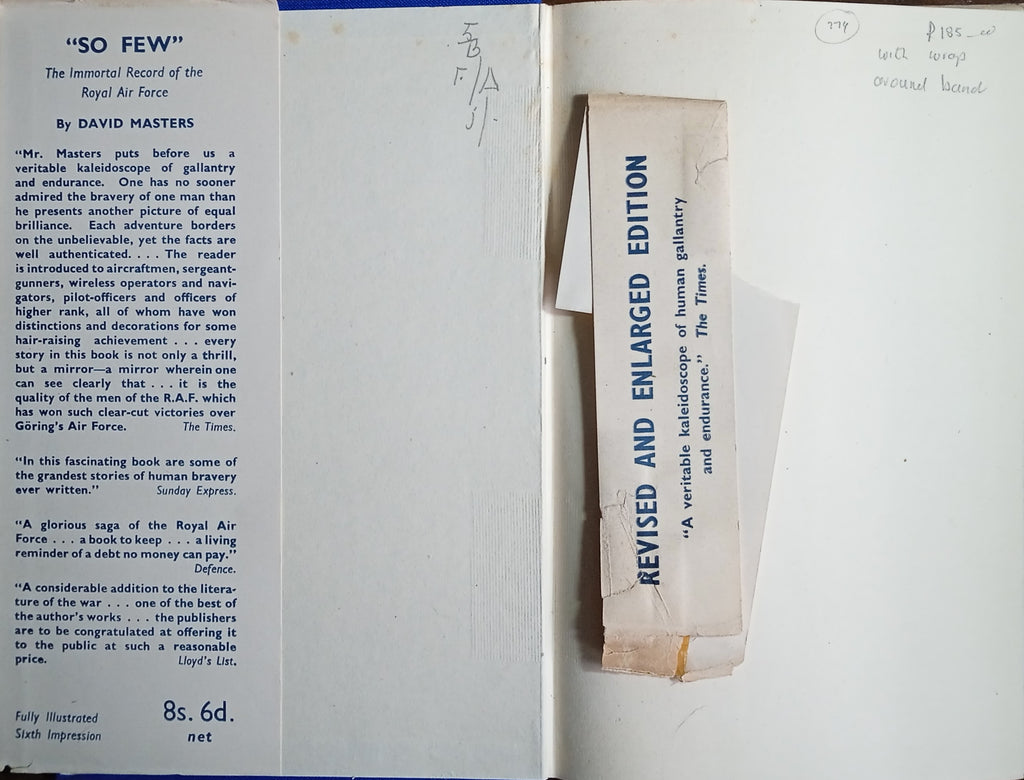 “SO FEW”
The Immortal Record of the
Royal Air Force
By DAVID MASTERS
“Mr. Masters puts before us a
veritable kaleidoscope of gallantry
and endurance. One has no sooner
admired the bravery of one man than
he presents another picture of equal
brilliance. Each adventure borders
on the unbelievable, yet the facts are
well authenticated. . . . The reader
is introduced to aircraftmen, sergeant-
gunners, wireless operators and navi-
gators, pilot-officers and officers of
higher rank, all of whom have won
distinctions and decorations for some
hair-raising achievement . . . every
story in this book is not only a thrill,
but a mirror—a mirror wherein one
can see clearly that . . . it is the
quality of the men of the R.A.F. which
has won such clear-cut victories over
Göring’s Air Force. The Times.
“In this fascinating book are some of
the grandest stories of human bravery
ever written.” Sunday Express.
“A glorious saga of the Royal Air
Force . . . a book to keep . . . a living
reminder of a debt no money can pay.”
Defence.
“A considerable addition to the litera-
ture of the war . . . one of the best of
the author’s works . . . the publishers
are to be congratulated at offering it
to the public at such a reasonable
price. Lloyd’s List.
Fully Illustrated
Sixth Impression
8s. 6d.
net
REVISED AND ENLARGED EDITION
“A veritable kaleidoscope of human gallantry
and endurance.” The Times.
with wrap
around band